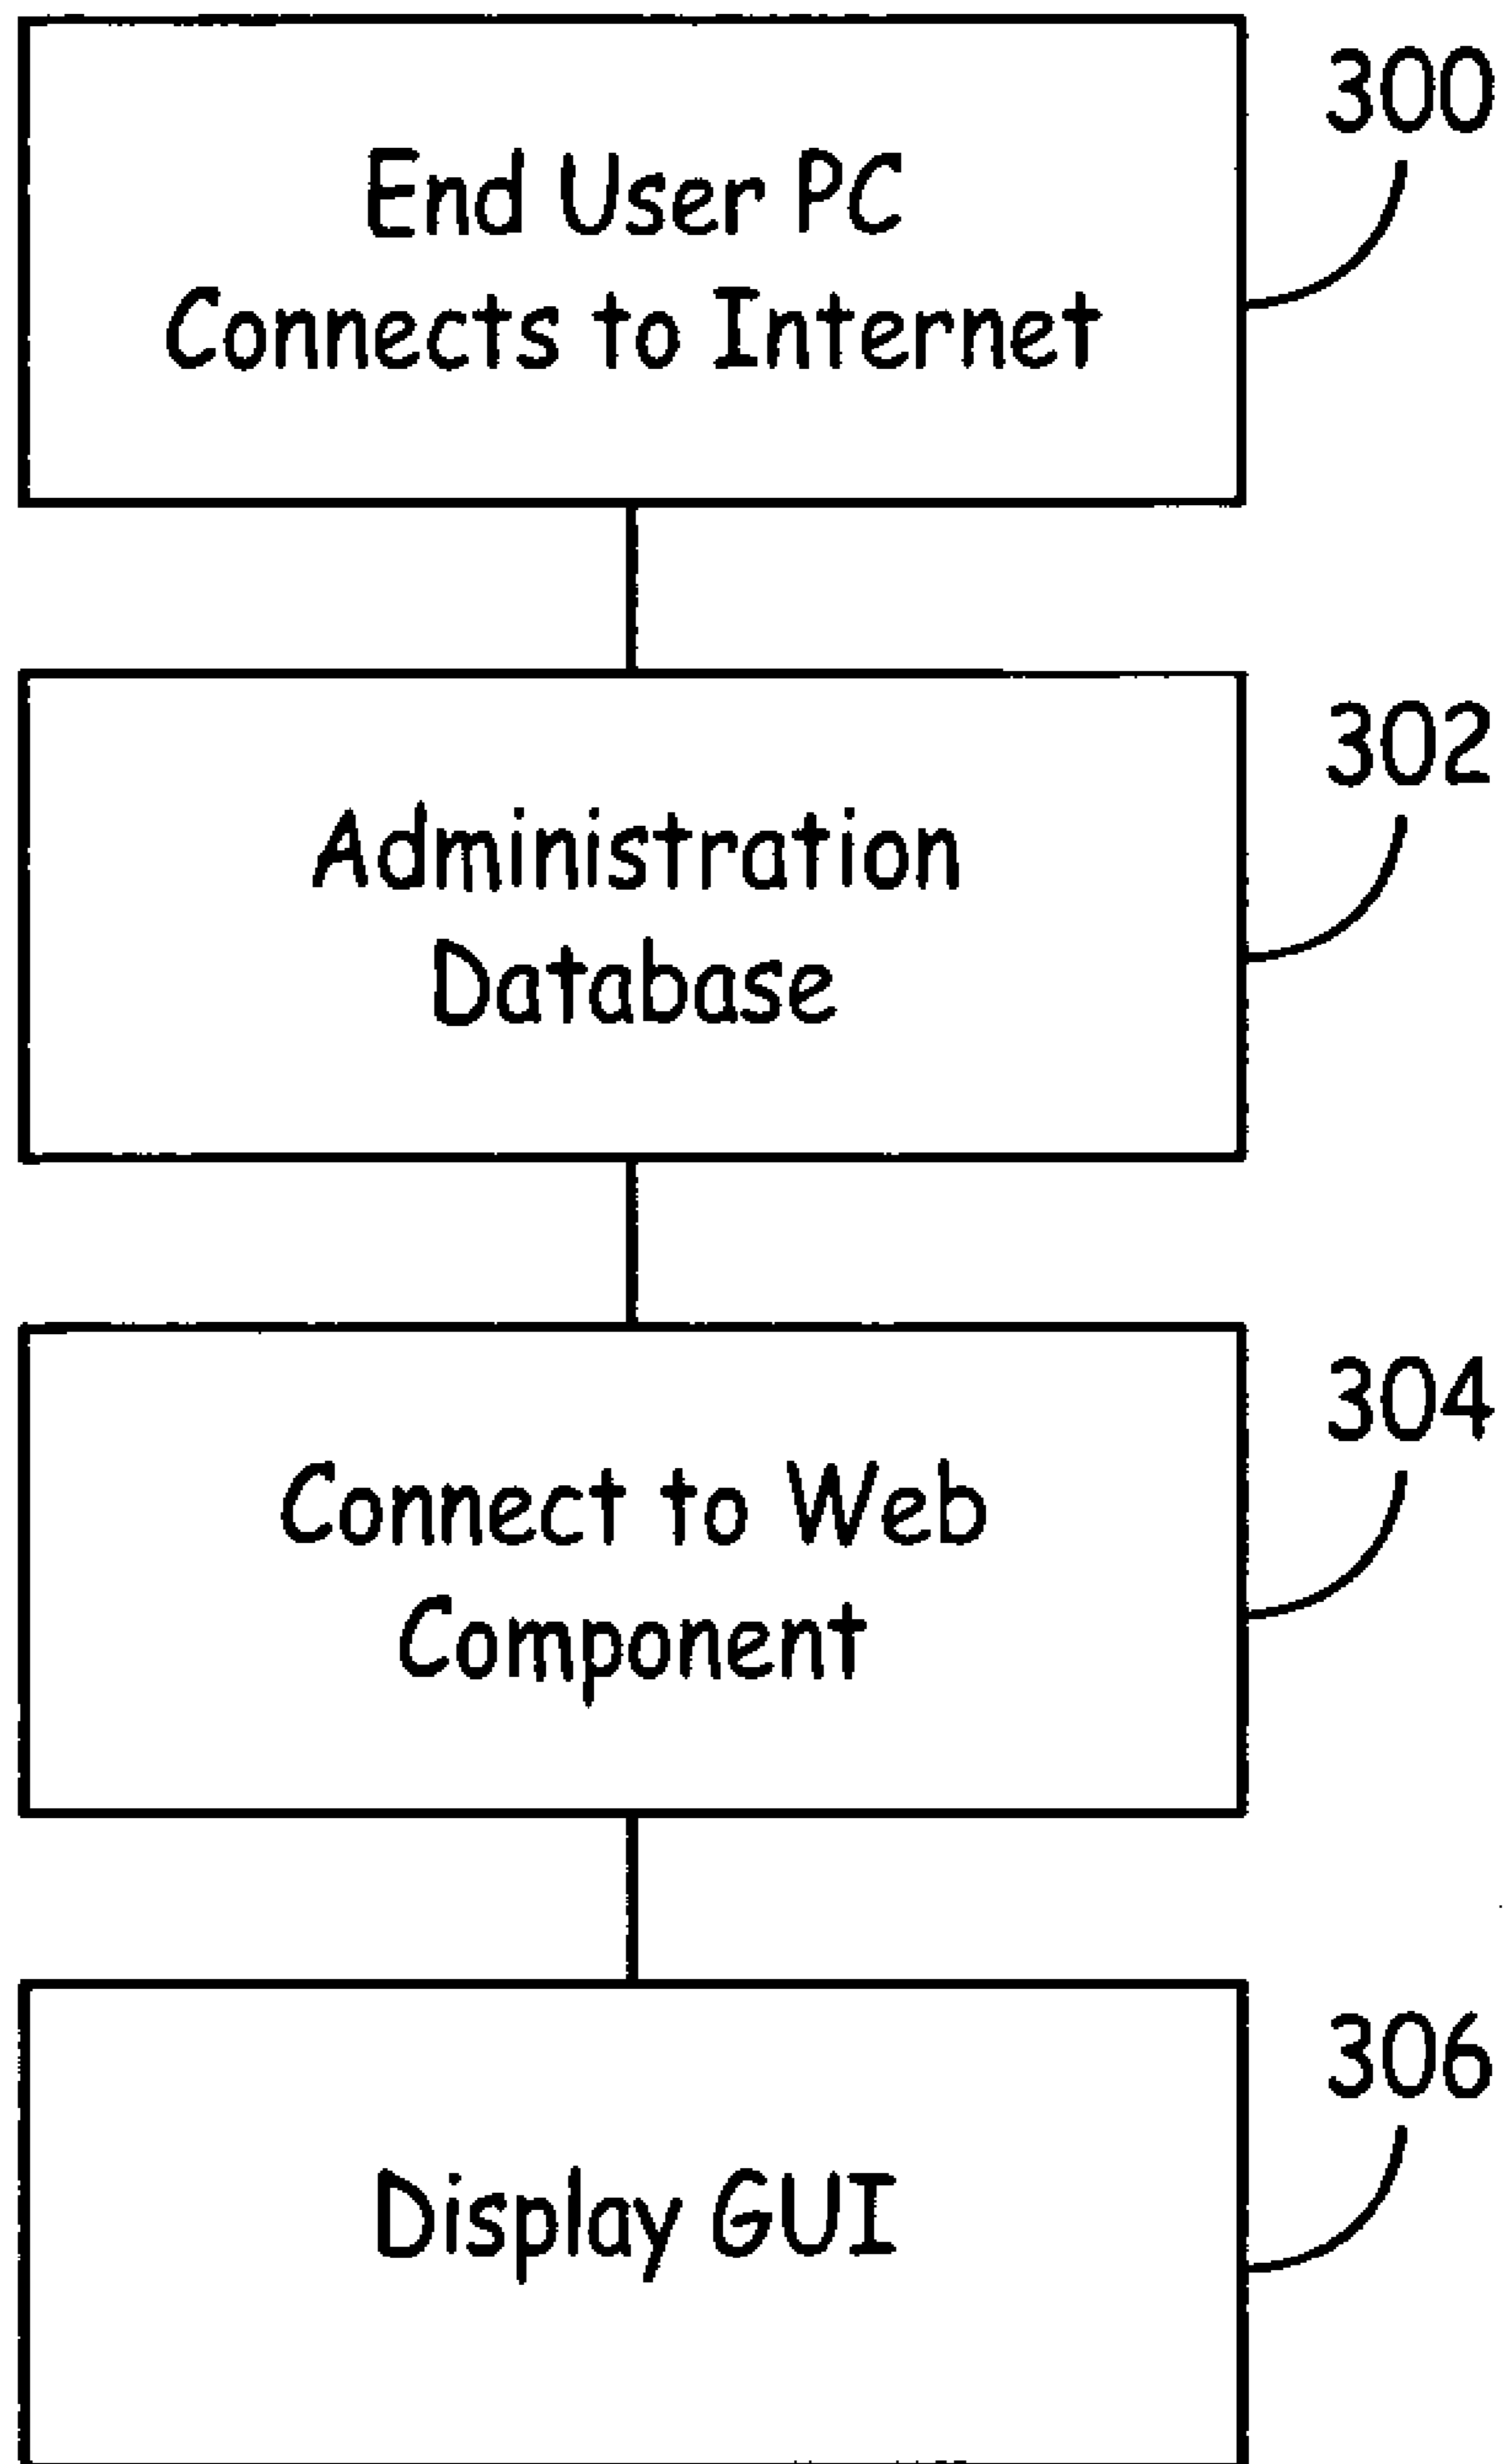 300
End User PC
Connects to Internet
302
Administration
Database
304
Connect to Web
Component
306
Display GUI